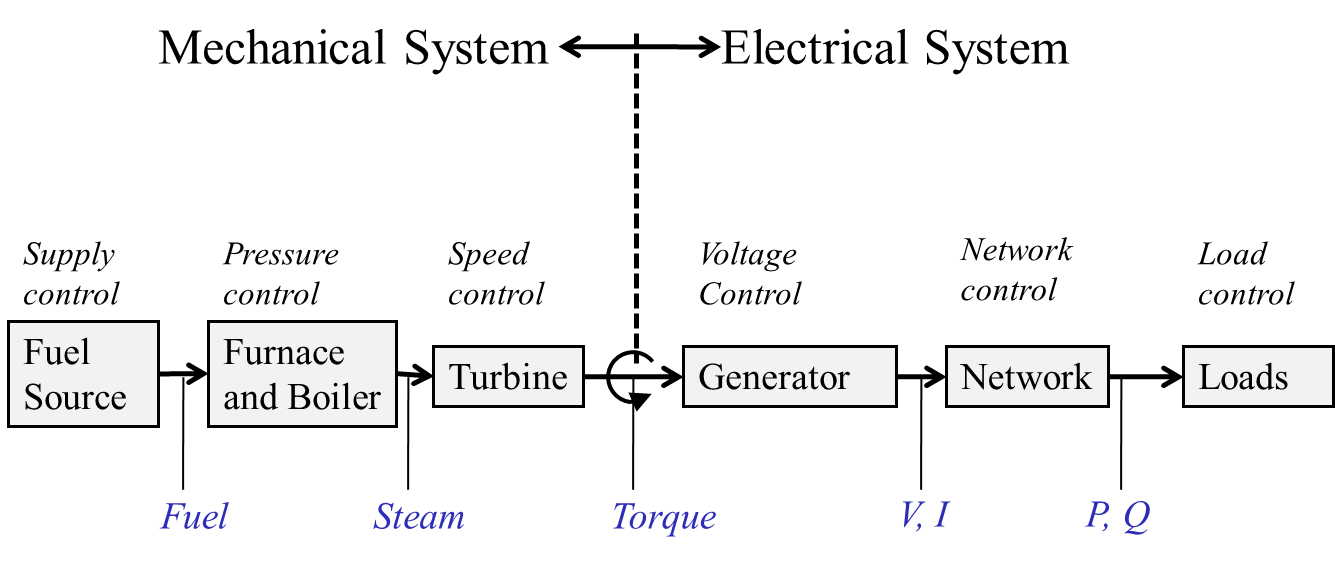 Mechanical System
Electrical System
Supply
control
Pressure
control
Speed
control
Voltage
Control
Network
control
Load
control
Fuel
Source
Furnace
and Boiler
Turbine
Generator
Network
Loads
Fuel
Steam
Torque
V, I
P, Q